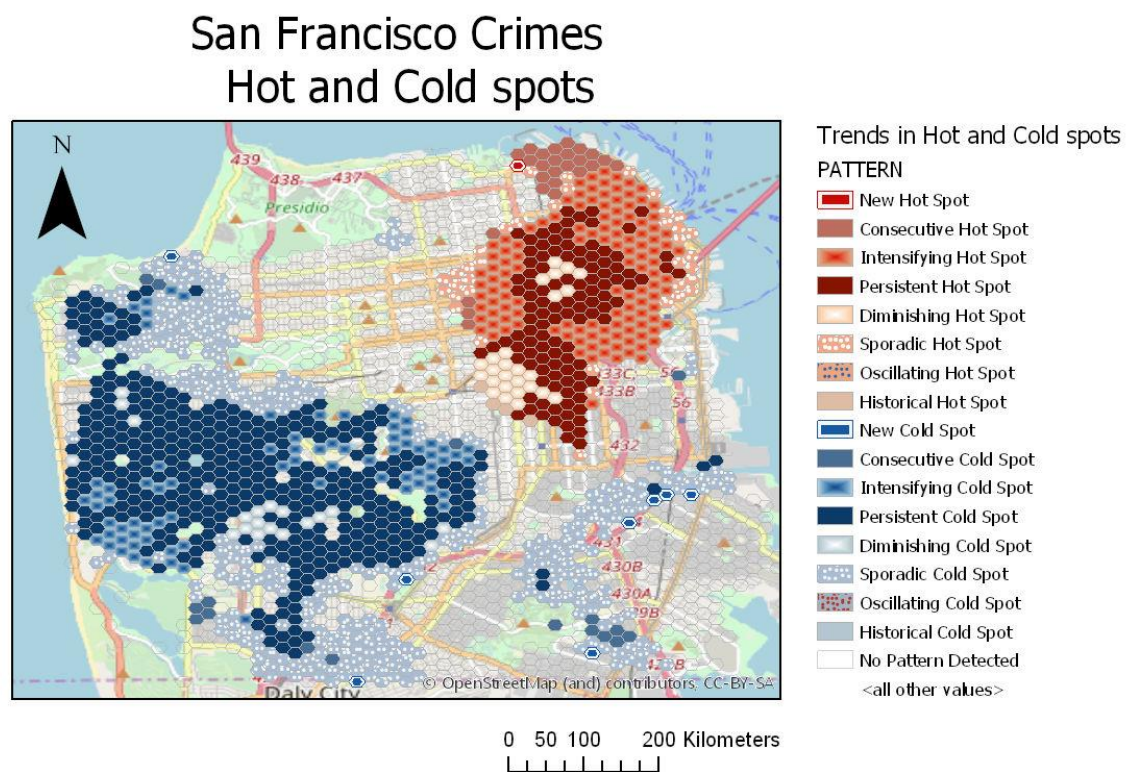 San Francisco Crimes
Hot and Cold spots
N
439
438
437
Presidio
433C,
433B
56
56
432
431
430B
430A
Daly City
© OpenStreetMap (and) contributors, CC-BY-SA
Trends in Hot and Cold spots
PATTERN
New Hot Spot
Consecutive Hot Spot
Intensifying Hot Spot
Persistent Hot Spot
Diminishing Hot Spot
Sporadic Hot Spot
Oscillating Hot Spot
Historical Hot Spot
New Cold Spot
Consecutive Cold Spot
Intensifying Cold Spot
Persistent Cold Spot
Diminishing Cold Spot
Sporadic Cold Spot
Oscillating Cold Spot
Historical Cold Spot
No Pattern Detected
<all other values>
0 50 100 200 Kilometers